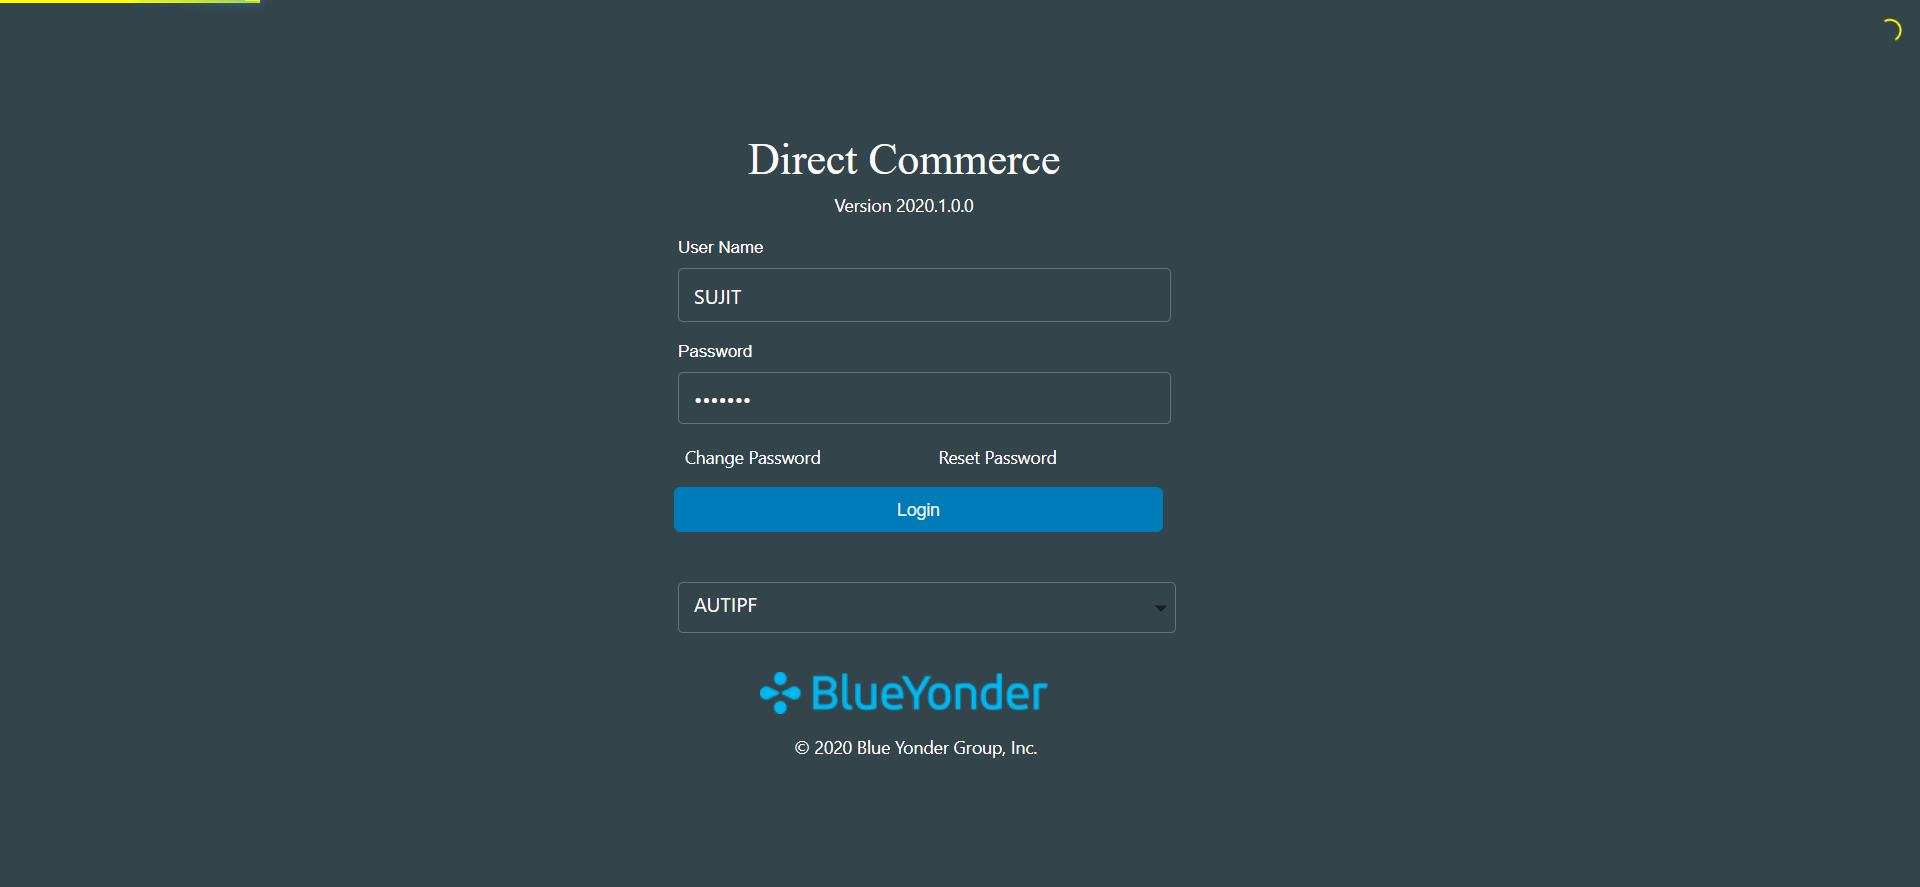 Direct Commerce
Version 2020.1.0.0
User Name
SUJIT
Password
•••••••
Change Password Reset Password
Login
AUTIPF
BlueYonder
© 2020 Blue Yonder Group, Inc.